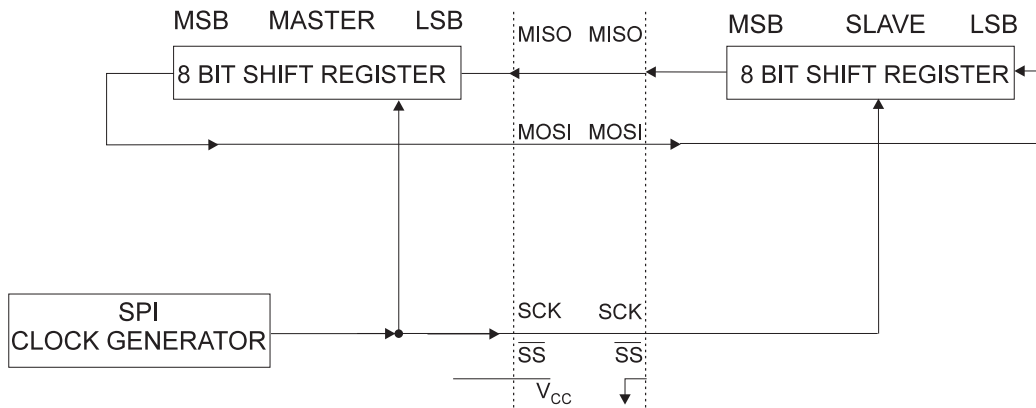 MSB MASTER LSB
MISO MISO
MSB SLAVE LSB
8 BIT SHIFT REGISTER
8 BIT SHIFT REGISTER
MOSI MOSI
SPI
CLOCK GENERATOR
SCK SCK
SS SS
VCC